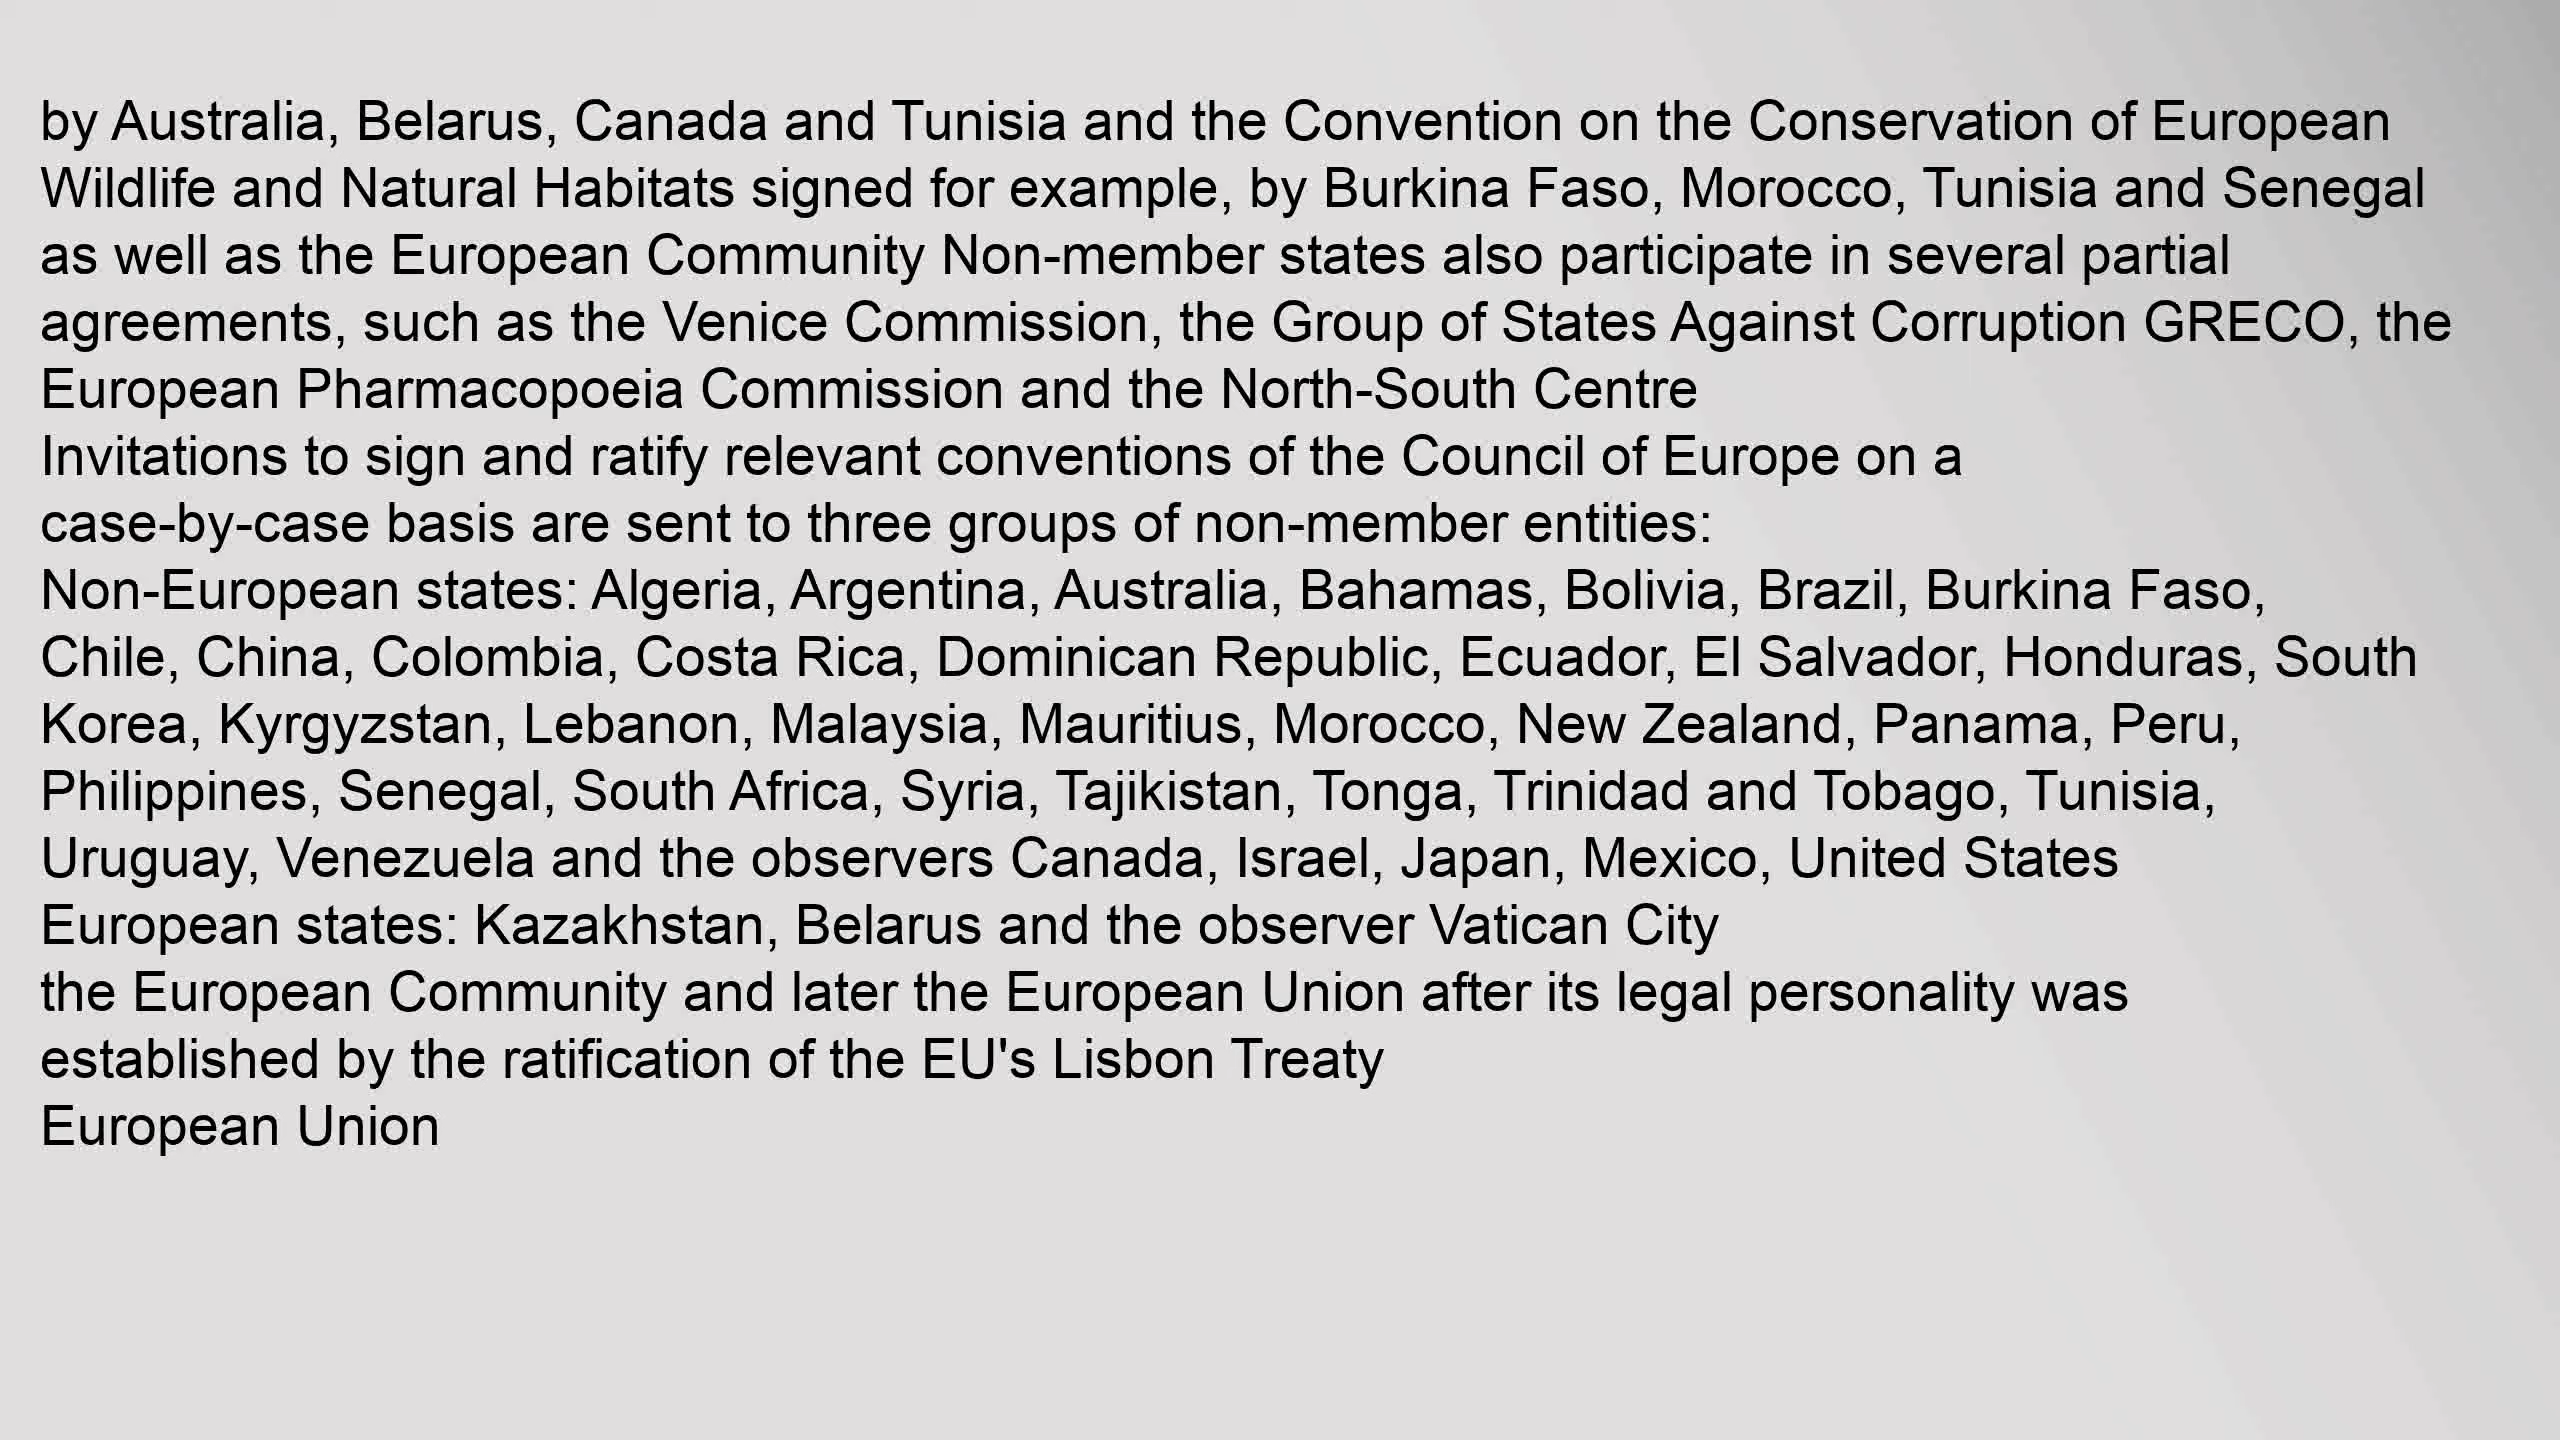 by Australia, Belarus, Canada and Tunisia and the Convention on the Conservation of European
Wildlife and Natural Habitats signed for example, by Burkina Faso, Morocco, Tunisia and Senegal
as well as the European Community Non-member states also participate in several partial
agreements, such as the Venice Commission, the Group of States Against Corruption GRECO, the
European Pharmacopoeia Commission and the North-South Centre
Invitations to sign and ratify relevant conventions of the Council of Europe on a
case-by-case basis are sent to three groups of non-member entities:
Non-European states: Algeria, Argentina, Australia, Bahamas, Bolivia, Brazil, Burkina Faso,
Chile, China, Colombia, Costa Rica, Dominican Republic, Ecuador, El Salvador, Honduras, South
Korea, Kyrgyzstan, Lebanon, Malaysia, Mauritius, Morocco, New Zealand, Panama, Peru,
Philippines, Senegal, South Africa, Syria, Tajikistan, Tonga, Trinidad and Tobago, Tunisia,
Uruguay, Venezuela and the observers Canada, Israel, Japan, Mexico, United States
European states: Kazakhstan, Belarus and the observer Vatican City
the European Community and later the European Union after its legal personality was
established by the ratification of the EU's Lisbon Treaty
European Union